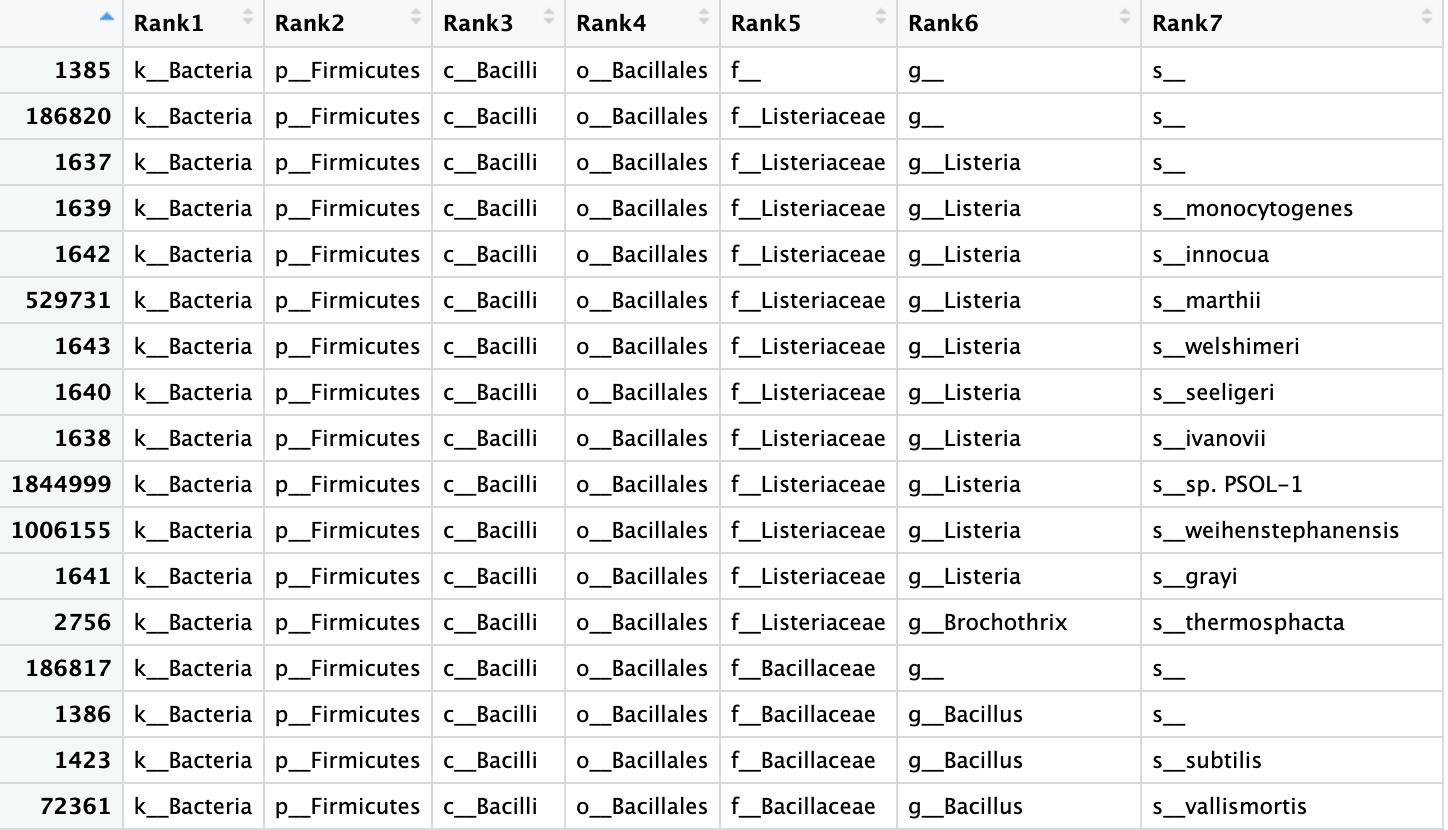 Rank1 Rank2 Rank3 Rank4 Rank5 Rank6 Rank7
1385 k__Bacteria p__Firmicutes c__Bacilli o__Bacillales f__ g__ s__
186820 k__Bacteria p__Firmicutes c__Bacilli o__Bacillales f__Listeriaceae g__ s__
1637 k__Bacteria p__Firmicutes c__Bacilli o__Bacillales f__Listeriaceae g__Listeria s__
1639 k__Bacteria p__Firmicutes c__Bacilli o__Bacillales f__Listeriaceae g__Listeria s__monocytogenes
1642 k__Bacteria p__Firmicutes c__Bacilli o__Bacillales f__Listeriaceae g__Listeria s__innocua
529731 k__Bacteria p__Firmicutes c__Bacilli o__Bacillales f__Listeriaceae g__Listeria s__marthii
1643 k__Bacteria p__Firmicutes c__Bacilli o__Bacillales f__Listeriaceae g__Listeria s__welshimeri
1640 k__Bacteria p__Firmicutes c__Bacilli o__Bacillales f__Listeriaceae g__Listeria s__seeligeri
1638 k__Bacteria p__Firmicutes c__Bacilli o__Bacillales f__Listeriaceae g__Listeria s__ivanovii
1844999 k__Bacteria p__Firmicutes c__Bacilli o__Bacillales f__Listeriaceae g__Listeria s__sp. PSOL-1
1006155 k__Bacteria p__Firmicutes c__Bacilli o__Bacillales f__Listeriaceae g__Listeria s__weihenstephanensis
1641 k__Bacteria p__Firmicutes c__Bacilli o__Bacillales f__Listeriaceae g__Listeria s__grayi
2756 k__Bacteria p__Firmicutes c__Bacilli o__Bacillales f__Listeriaceae g__Brochothrix s__thermosphacta
186817 k__Bacteria p__Firmicutes c__Bacilli o__Bacillales f__Bacillaceae g__ s__
1386 k__Bacteria p__Firmicutes c__Bacilli o__Bacillales f__Bacillaceae g__Bacillus s__
1423 k__Bacteria p__Firmicutes c__Bacilli o__Bacillales f__Bacillaceae g__Bacillus s__subtilis
72361 k__Bacteria p__Firmicutes c__Bacilli o__Bacillales f__Bacillaceae g__Bacillus s__vallismortis